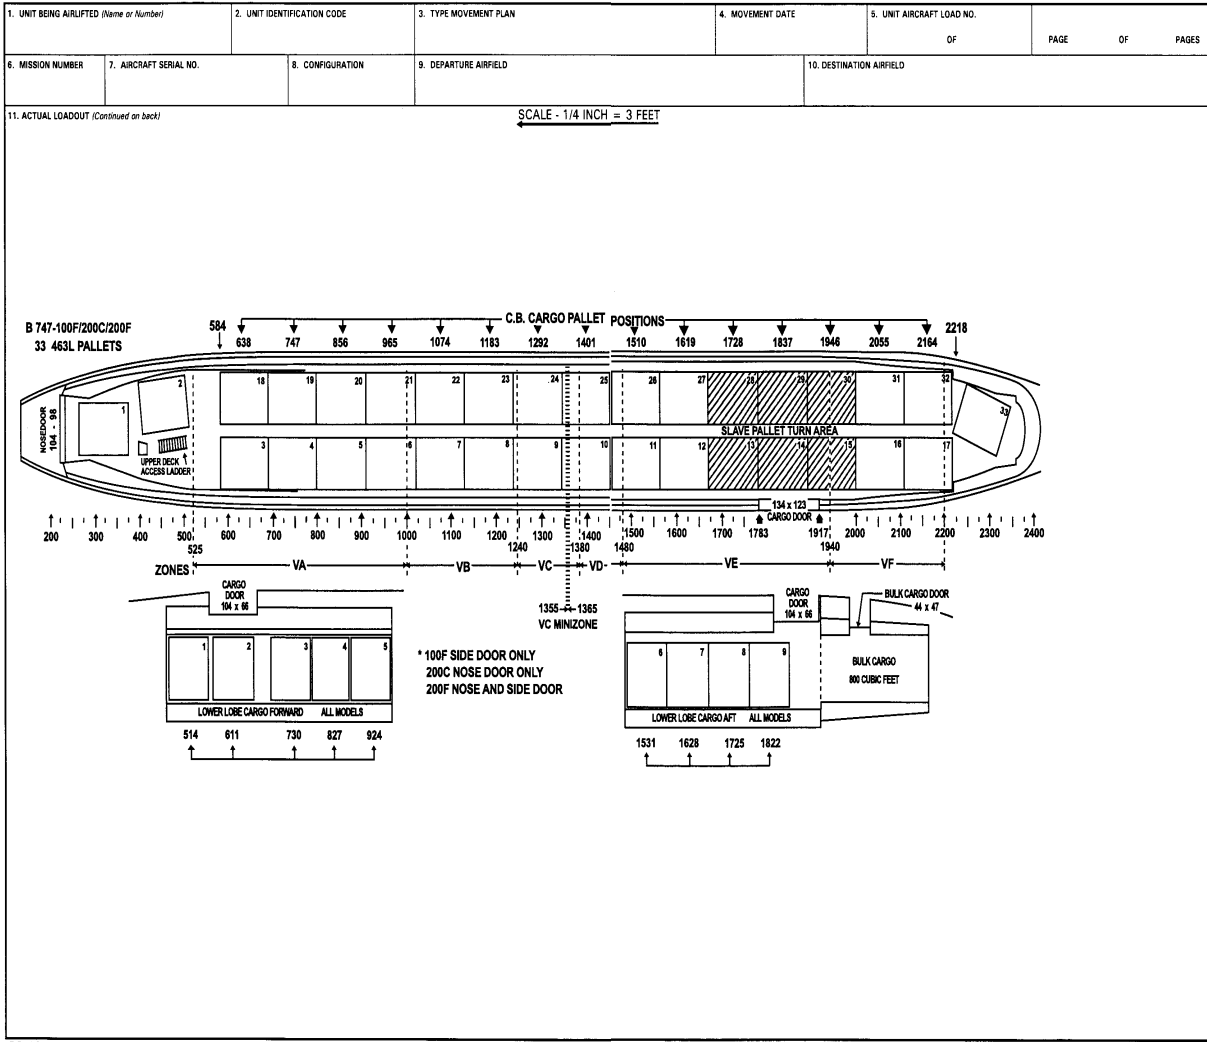 1. UNIT BEING AIRLIFTED (Name or Number)
2. UNIT IDENTIFICATION CODE
3. TYPE MOVEMENT PLAN
4. MOVEMENT DATE
5. UNIT AIRCRAFT LOAD NO.
OF
PAGE OF PAGES
6. MISSION NUMBER
7. AIRCRAFT SERIAL NO.
8. CONFIGURATION
9. DEPARTURE AIRFIELD
10. DESTINATION AIRFIELD
11. ACTUAL LOADOUT (Continued on back)
SCALE - 1/4 INCH = 3 FEET
B 747-100F/200C/200F
33 463L PALLETS
C.B. CARGO PALLET POSITIONS
584 638 747 856 965 1074 1183 1292 1401 1510 1619 1728 1837 1946 2055 2164 2218
NOSEDOOR
104 - 98
1 2 18 19 20 21 22 23 24 25 26 27 28 29 30 31 32 33
SLAVE PALLET TURN AREA
3 4 5 6 7 8 9 10 11 12 13 14 15 16 17
UPPER DECK
ACCESS LADDER
134 x 123
CARGO DOOR
200 300 400 500 600 700 800 900 1000 1100 1200 1300 1400 1500 1600 1700 1783 1917 2000 2100 2200 2300 2400
525 1240 1380 1480 1940
ZONES VA VB VC VD- VE VF
CARGO
DOOR
104 x 66
1355 1365
VC MINIZONE
CARGO
DOOR
104 x 66
BULK CARGO DOOR
44 x 47
1 2 3 4 5
* 100F SIDE DOOR ONLY
200C NOSE DOOR ONLY
200F NOSE AND SIDE DOOR
6 7 8 9
BULK CARGO
800 CUBIC FEET
LOWER LOBE CARGO FORWARD ALL MODELS
LOWER LOBE CARGO AFT ALL MODELS
514 611 730 827 924
1531 1628 1725 1822